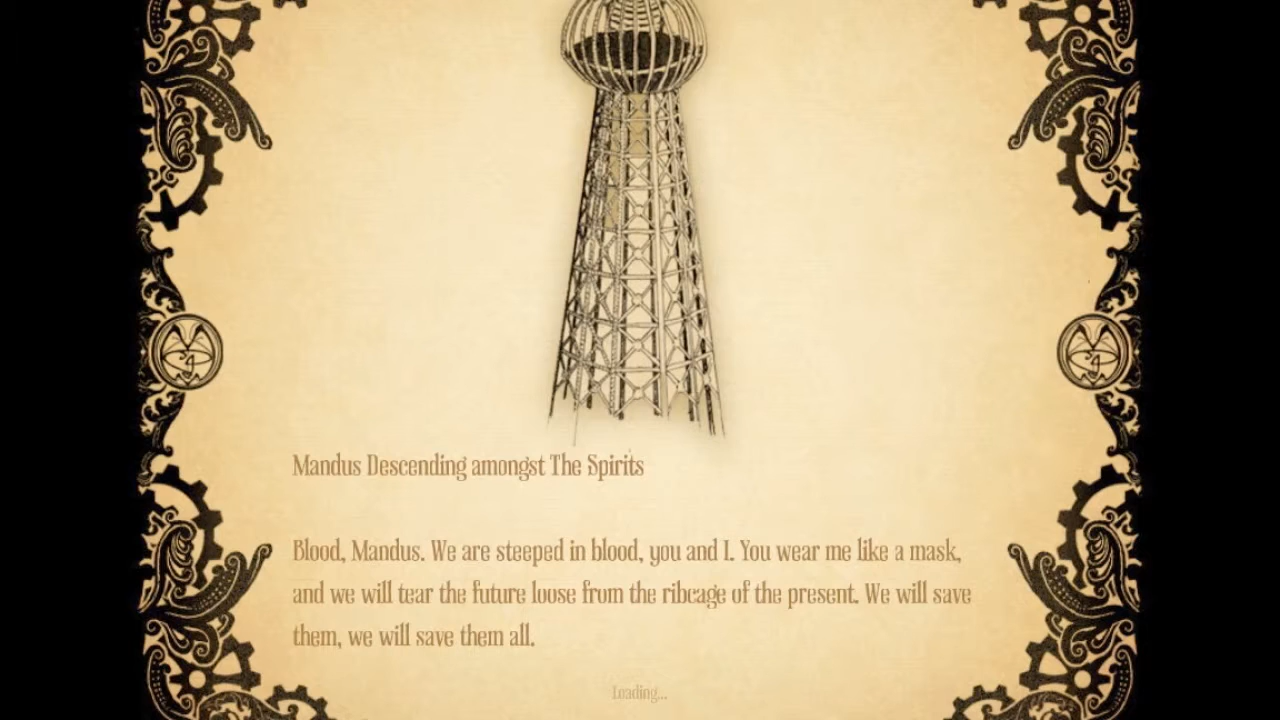 Mandus Descending amongst The Spirits
Blood, Mandus. We are steeped in blood, you and I. You wear me like a mask,
and we will tear the future loose from the ribcage of the present. We will save
them, we will save them all.
Loading...